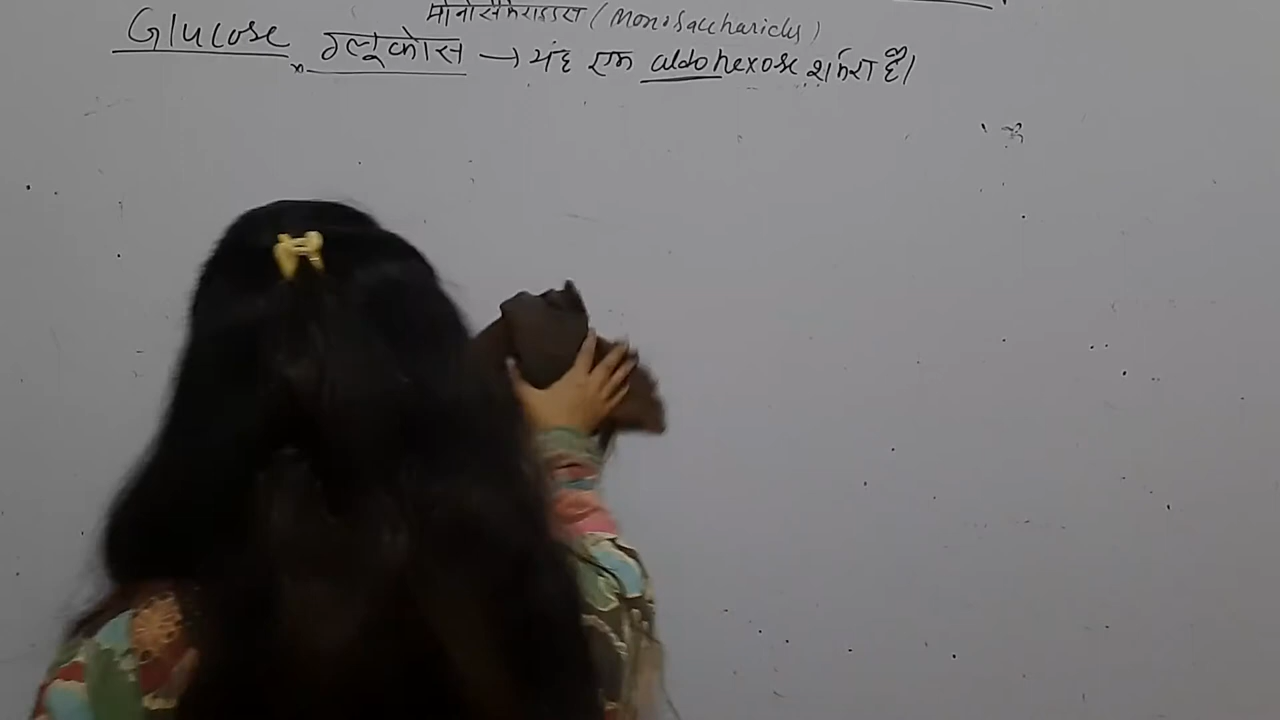 मोनोसैकेराइड्स (Monosaccharides)
Glucose ग्लूकोस → यह एक aldohexose शर्करा है।